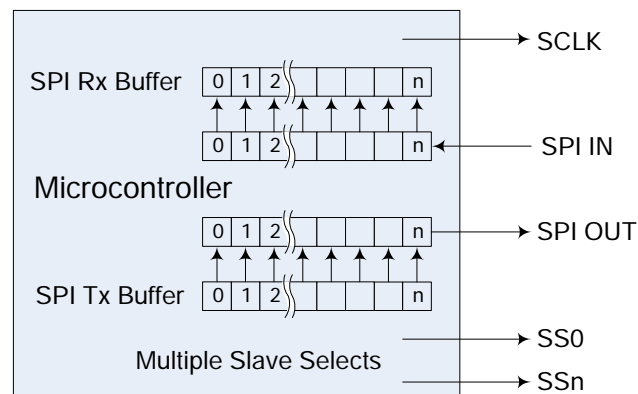 SCLK
SPI Rx Buffer 0 1 2 n
0 1 2 n SPI IN
Microcontroller
0 1 2 n SPI OUT
SPI Tx Buffer 0 1 2 n
SS0
Multiple Slave Selects
SSn